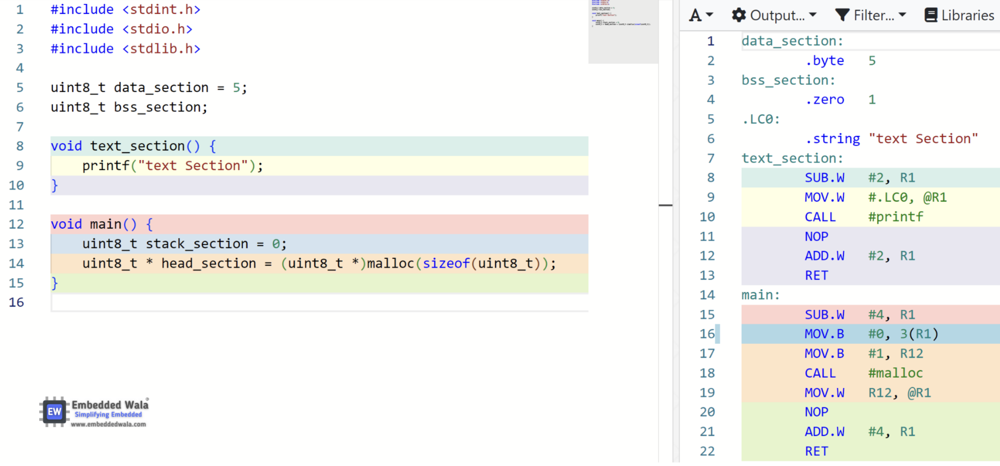 1 #include <stdint.h>
2 #include <stdio.h>
3 #include <stdlib.h>
4
5 uint8_t data_section = 5;
6 uint8_t bss_section;
7
8 void text_section() {
9     printf("text Section");
10 }
11
12 void main() {
13     uint8_t stack_section = 0;
14     uint8_t * head_section = (uint8_t *)malloc(sizeof(uint8_t));
15 }
16
EW
Embedded Wala®
Simplifying Embedded
www.embeddedwala.com
A Output... Filter... Libraries
1 data_section:
2         .byte   5
3 bss_section:
4         .zero   1
5 .LC0:
6         .string "text Section"
7 text_section:
8         SUB.W   #2, R1
9         MOV.W   #.LC0, @R1
10         CALL    #printf
11         NOP
12         ADD.W   #2, R1
13         RET
14 main:
15         SUB.W   #4, R1
16         MOV.B   #0, 3(R1)
17         MOV.B   #1, R12
18         CALL    #malloc
19         MOV.W   R12, @R1
20         NOP
21         ADD.W   #4, R1
22         RET